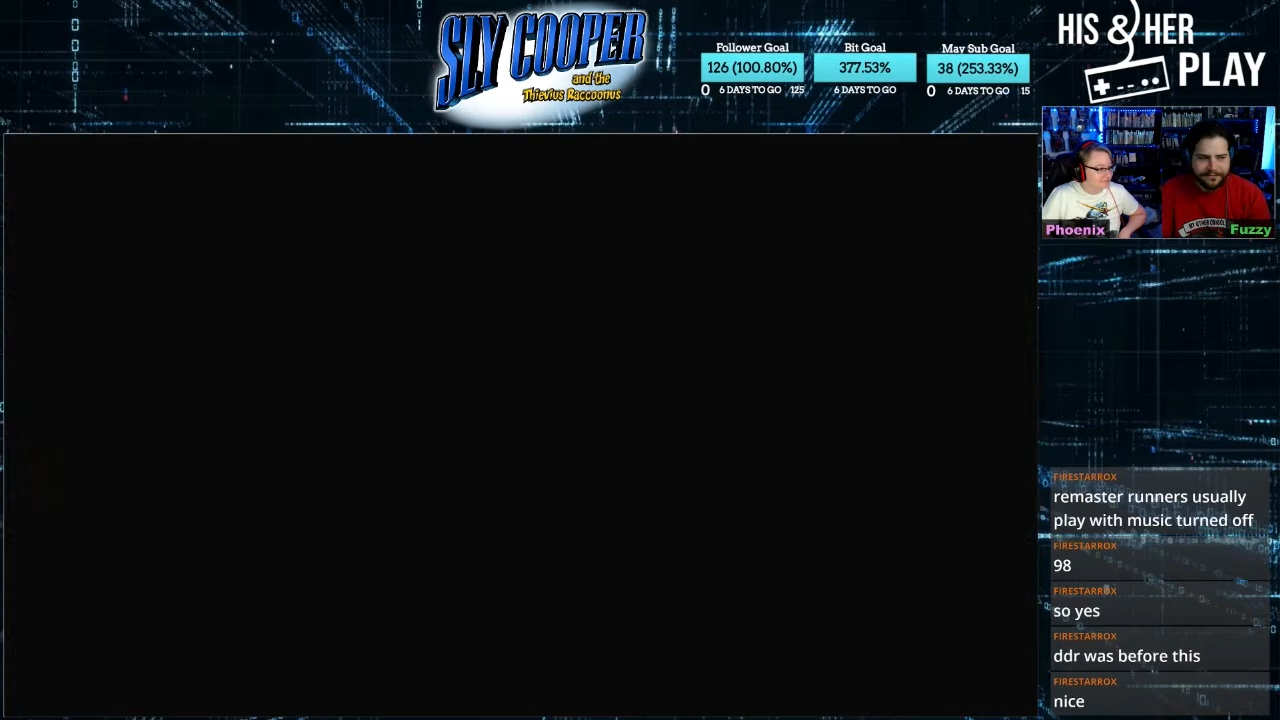 SLY COOPER
and the
Thievius Raccoonus
Follower Goal
126 (100.80%)
0 6 DAYS TO GO 125
Bit Goal
377.53%
6 DAYS TO GO
May Sub Goal
38 (253.33%)
0 6 DAYS TO GO 15
HIS & HER
PLAY
Phoenix
Fuzzy
FIRESTARROX
remaster runners usually
play with music turned off
FIRESTARROX
98
FIRESTARROX
so yes
FIRESTARROX
ddr was before this
FIRESTARROX
nice